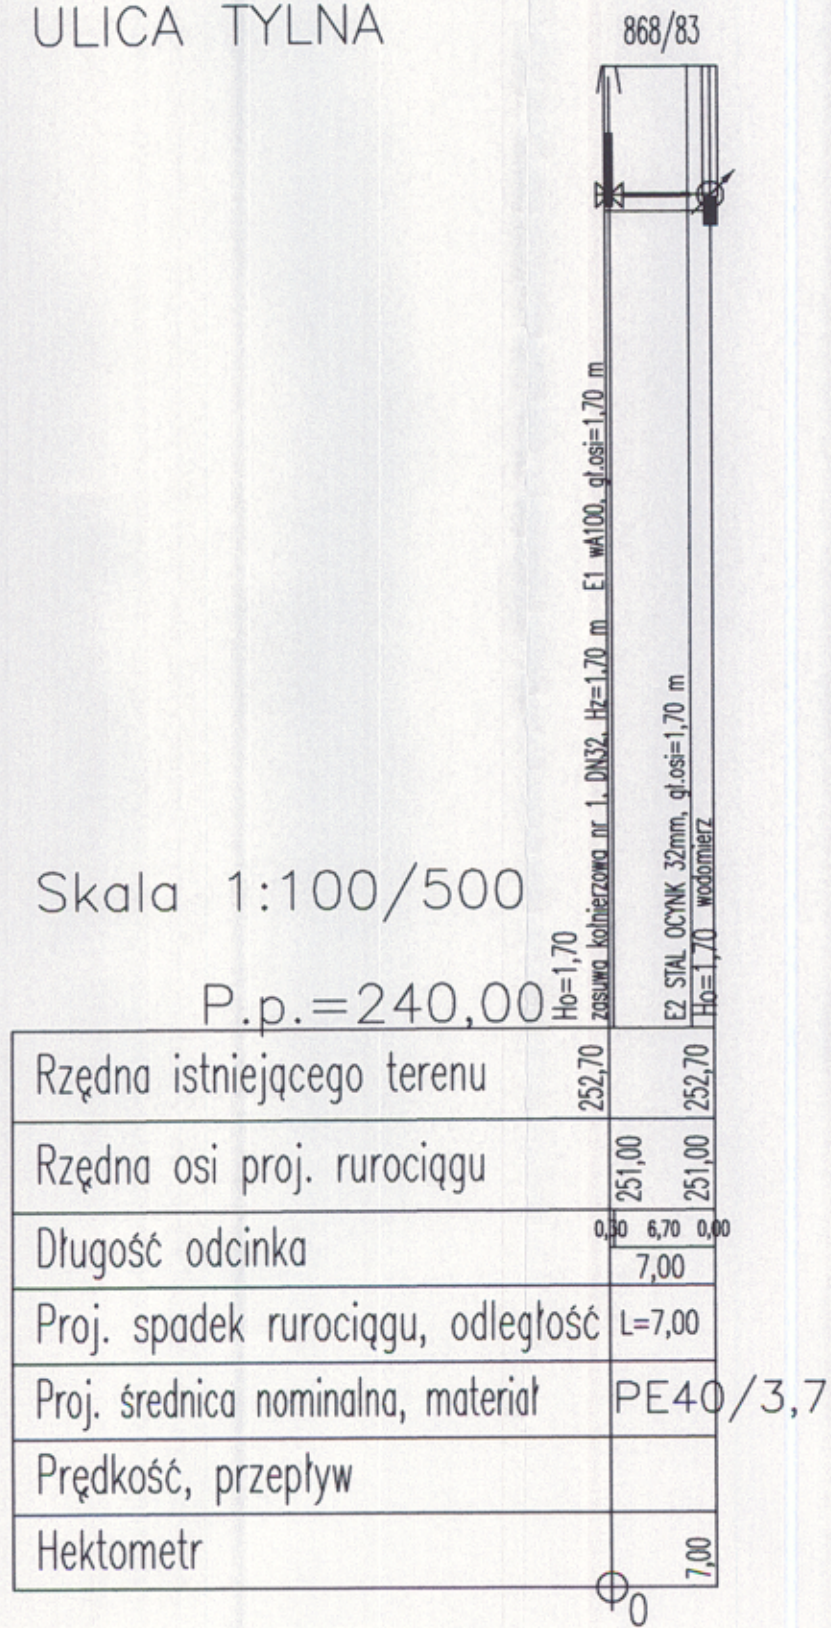 ULICA TYLNA
868/83
Ho=1,70
zasuwa kołnierzowa nr 1, DN32, Hz=1,70 m E1 wA100, gł.osi=1,70 m
E2 STAL OCYNK 32mm, gł.osi=1,70 m
Ho=1,70 wodomierz
Skala 1:100/500
P.p.=240,00
Rzędna istniejącego terenu 252,70 252,70
Rzędna osi proj. rurociągu 251,00 251,00
Długość odcinka 0,30 6,70 0,00
7,00
Proj. spadek rurociągu, odległość L=7,00
Proj. średnica nominalna, materiał PE40/3,7
Prędkość, przepływ
Hektometr 7,00
0